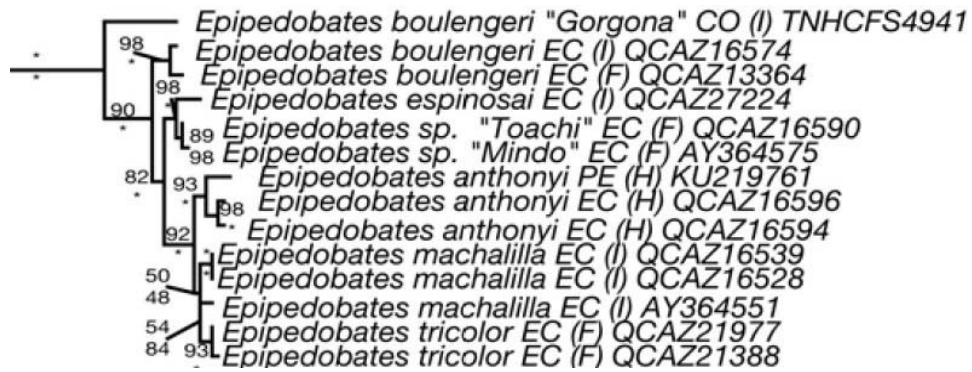 *
*
Epipedobates boulengeri "Gorgona" CO (I) TNHCFS4941
98
*
Epipedobates boulengeri EC (I) QCAZ16574
Epipedobates boulengeri EC (F) QCAZ13364
98
*
Epipedobates espinosai EC (I) QCAZ27224
90
*
89
98
Epipedobates sp. "Toachi" EC (F) QCAZ16590
Epipedobates sp. "Mindo" EC (F) AY364575
82
*
93
*
Epipedobates anthonyi PE (H) KU219761
98
*
Epipedobates anthonyi EC (H) QCAZ16596
Epipedobates anthonyi EC (H) QCAZ16594
92
*
*
*
Epipedobates machalilla EC (I) QCAZ16539
Epipedobates machalilla EC (I) QCAZ16528
50
48
Epipedobates machalilla EC (I) AY364551
54
84
93
*
Epipedobates tricolor EC (F) QCAZ21977
Epipedobates tricolor EC (F) QCAZ21388